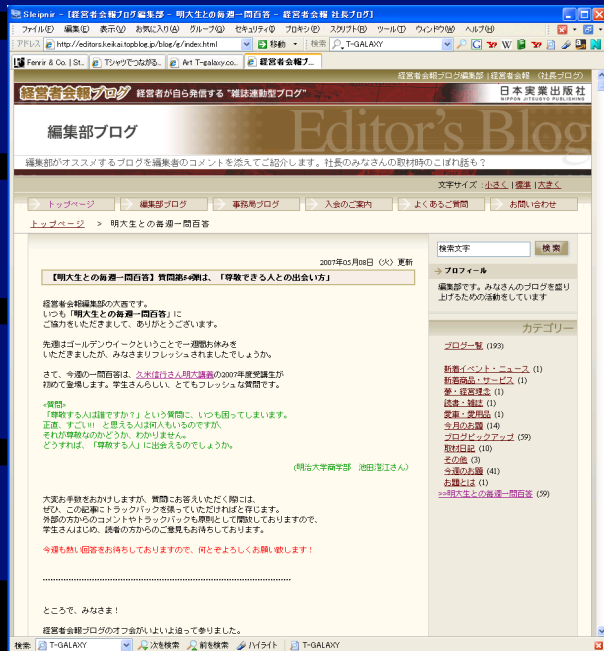 Sleipnir - [経営者会報ブログ編集部 - 明大生との毎週一問百答 - 経営者会報 社長ブログ]
ファイル(F) 編集(E) 表示(V) お気に入り(A) グループ(G) セキュリティ(Q) プロキシ(P) スクリプト(R) ツール(T) ウィンドウ(W) ヘルプ(H)
アドレス http://editors.keikai.topblog.jp/blog/g/index.html 移動 検索 T-GALAXY
Fenrir & Co. | St.. Tシャツでつながる.. Art T-galaxy.co.. 経営者会報ブ...
経営者会報ブログ編集部 | 経営者会報 (社長ブログ)
経営者会報ブログ 経営者が自ら発信する "雑誌連動型ブログ" 日本実業出版社
NIPPON JITSUGYO PUBLISHING
編集部ブログ Editor's Blog
編集部がオススメするブログを編集者のコメントを添えてご紹介します。社長のみなさんの取材時のこぼれ話も?
文字サイズ : 小さく | 標準 | 大きく
トップページ 編集部ブログ 事務局ブログ 入会のご案内 よくあるご質問 お問い合わせ
トップページ > 明大生との毎週一問百答
2007年05月08日 (火) 更新
【明大生との毎週一問百答】質問第54弾は、「尊敬できる人との出会い方」
経営者会報編集部の大西です。
いつも「明大生との毎週一問百答」に
ご協力をいただきまして、ありがとうございます。
先週はゴールデンウイークということで一週間お休みを
いただきましたが、みなさまリフレッシュされましたでしょうか。
さて、今週の一問百答は、久米信行さん明大講義の2007年度受講生が
初めて登場します。学生さんらしい、とてもフレッシュな質問です。
<質問>
「尊敬する人は誰ですか?」という質問に、いつも困ってしまいます。
正直、すごい!! と思える人は何人もいるのですが、
それが尊敬なのかどうか、わかりません。
どうすれば、「尊敬する人」に出会えるのでしょうか。
(明治大学商学部 池田澄江さん)
大変お手数をおかけしますが、質問にお答えいただく際には、
ぜひ、この記事にトラックバックを張っていただければと存じます。
外部の方からのコメントやトラックバックも原則として開放しておりますので、
学生さんはじめ、読者の方からのご意見もお待ちしております。
今週も熱い回答をお待ちしておりますので、何とぞよろしくお願い致します!
ところで、みなさま!
経営者会報ブログのオフ会がいよいよ迫って参りました。
検索文字 検索
プロフィール
編集部です。みなさんのブログを盛り
上げるための活動をしています
カテゴリー
ブログ一覧 (193)
新着イベント・ニュース (1)
新着商品・サービス (1)
夢・経営理念 (1)
読書・雑誌 (1)
愛車・愛用品 (1)
今月のお題 (14)
ブログピックアップ (59)
取材日記 (10)
その他 (3)
今週のお題 (41)
お題とは (1)
>>明大生との毎週一問百答 (59)
検索: T-GALAXY 次を検索 前を検索 ハイライト T-GALAXY